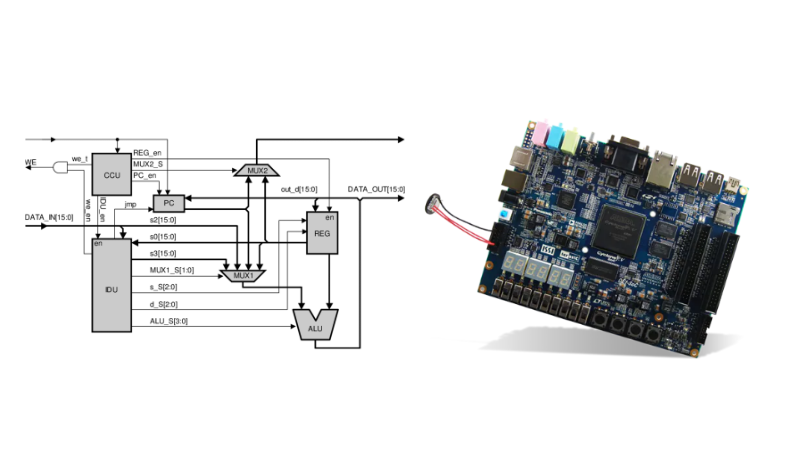 REG_en
we_t
WE
MUX2_S
CCU
PC_en
MUX2
out_d[15:0]
DATA_OUT[15:0]
we_en
IDU_en
jmp
PC
DATA_IN[15:0]
s2[15:0]
en
REG
s0[15:0]
en
s3[15:0]
MUX1_S[1:0]
MUX1
IDU
s_S[2:0]
d_S[2:0]
ALU_S[3:0]
ALU